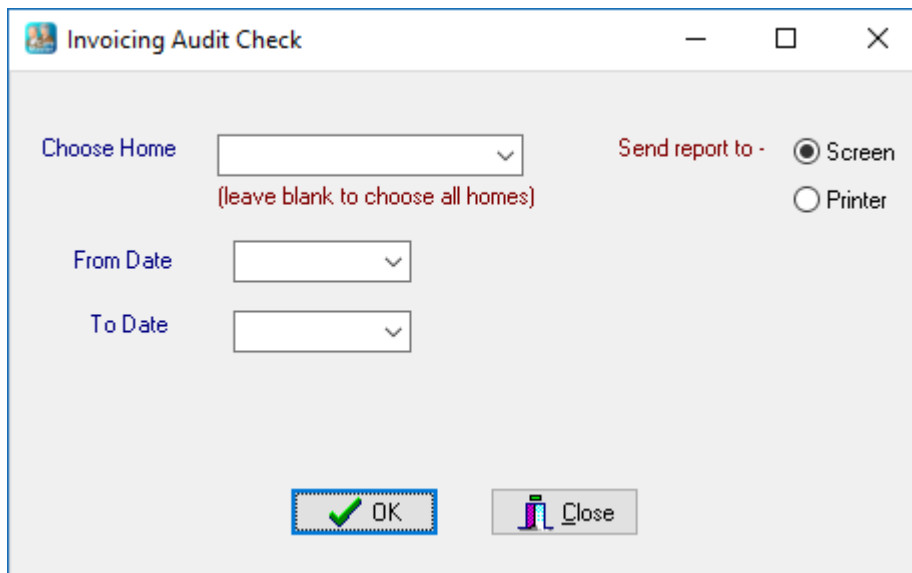 Invoicing Audit Check
Choose Home
Send report to -
Screen
(leave blank to choose all homes)
Printer
From Date
To Date
OK
Close